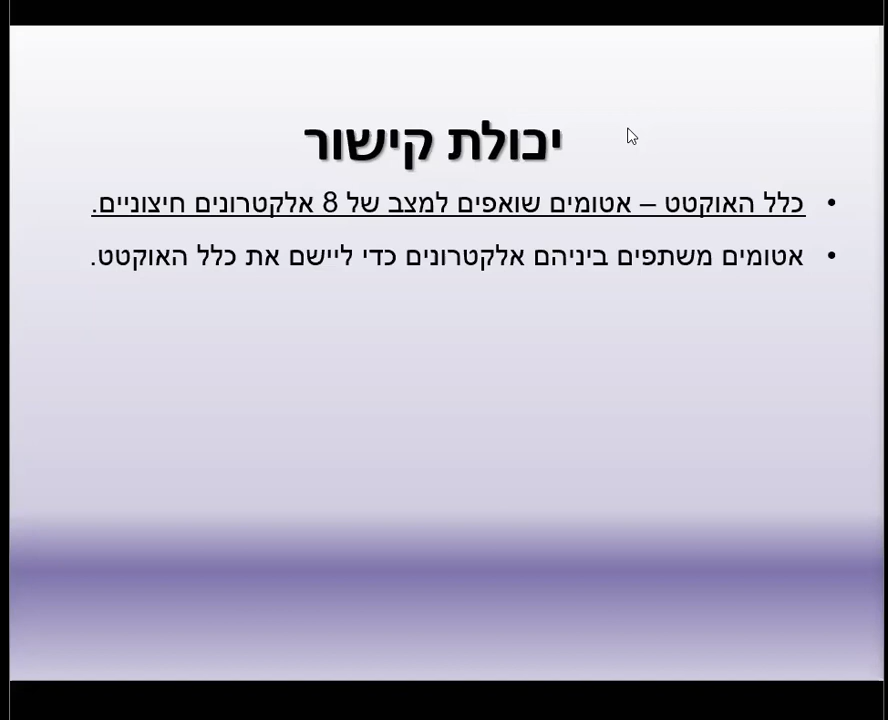 יכולת קישור
• כלל האוקטט – אטומים שואפים למצב של 8 אלקטרונים חיצוניים.
• אטומים משתפים ביניהם אלקטרונים כדי ליישם את כלל האוקטט.